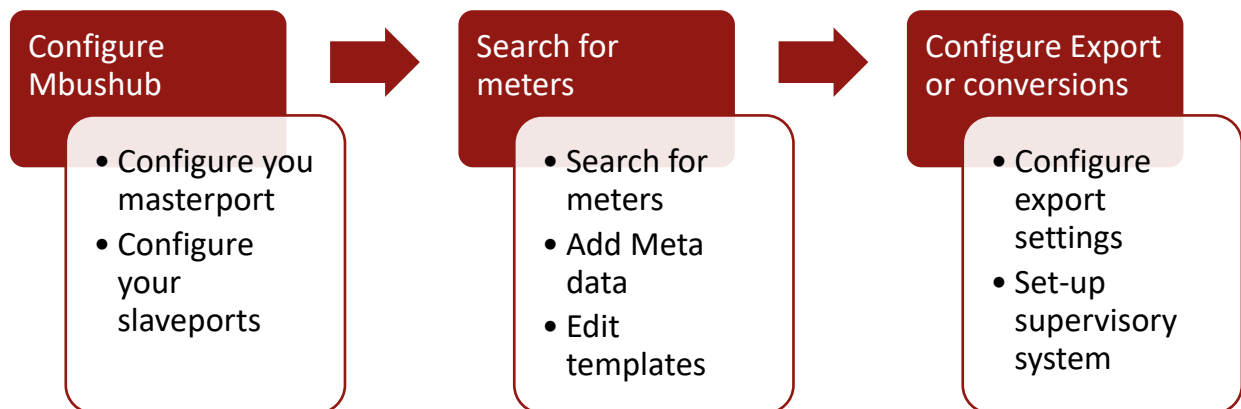 Configure
Mbushub
• Configure you
masterport
• Configure
your
slaveports
Search for
meters
• Search for
meters
• Add Meta
data
• Edit
templates
Configure Export
or conversions
• Configure
export
settings
• Set-up
supervisory
system